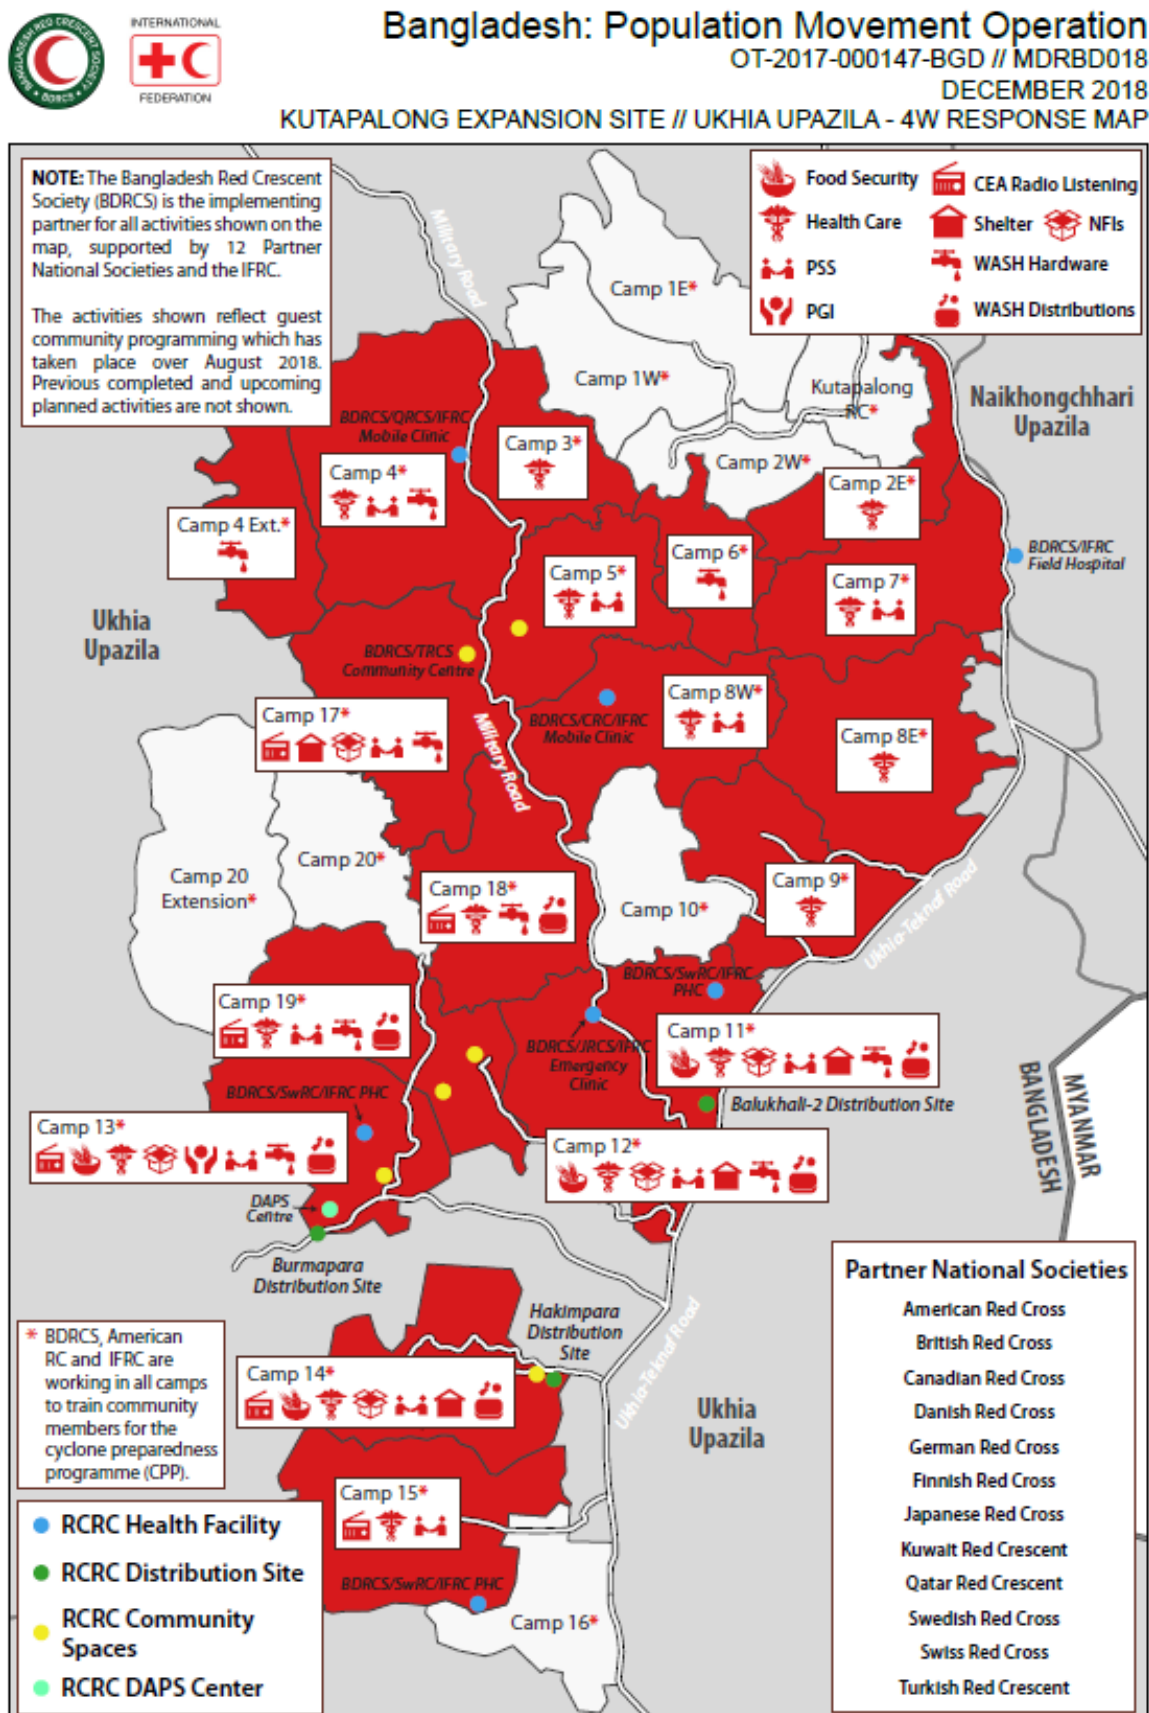 BANGLADESH RED CRESCENT SOCIETY
BDRCS
INTERNATIONAL
FEDERATION
Bangladesh: Population Movement Operation
OT-2017-000147-BGD // MDRBD018
DECEMBER 2018
KUTAPALONG EXPANSION SITE // UKHIA UPAZILA - 4W RESPONSE MAP
NOTE: The Bangladesh Red Crescent
Society (BDRCS) is the implementing
partner for all activities shown on the
map, supported by 12 Partner
National Societies and the IFRC.
The activities shown reflect guest
community programming which has
taken place over August 2018.
Previous completed and upcoming
planned activities are not shown.
Food Security
CEA Radio Listening
Health Care
Shelter
NFIs
PSS
WASH Hardware
PGI
WASH Distributions
Military Road
Camp 1E*
Camp 1W*
Kutapalong
RC*
Naikhongchhari
Upazila
BDRCS/QRCS/IFRC
Mobile Clinic
Camp 3*
Camp 4*
Camp 2W*
Camp 2E*
Camp 4 Ext.*
Camp 5*
Camp 6*
Camp 7*
BDRCS/IFRC
Field Hospital
Ukhia
Upazila
BDRCS/TRCS
Community Centre
Camp 17*
Military Road
BDRCS/CRC/IFRC
Mobile Clinic
Camp 8W*
Camp 8E*
Camp 20
Extension*
Camp 20*
Camp 18*
Camp 10*
Camp 9*
Ukhia-Teknaf Road
BDRCS/SwRC/IFRC
PHC
Camp 19*
BDRCS/JRCS/IFRC
Emergency
Clinic
Camp 11*
BANGLADESH
MYANMAR
BDRCS/SwRC/IFRC PHC
Balukhali-2 Distribution Site
Camp 13*
Camp 12*
DAPS
Centre
Burmapara
Distribution Site
Hakimpara
Distribution
Site
Ukhia-Teknaf Road
* BDRCS, American
RC and IFRC are
working in all camps
to train community
members for the
cyclone preparedness
programme (CPP).
Camp 14*
Ukhia
Upazila
Camp 15*
BDRCS/SwRC/IFRC PHC
Camp 16*
RCRC Health Facility
RCRC Distribution Site
RCRC Community
Spaces
RCRC DAPS Center
Partner National Societies
American Red Cross
British Red Cross
Canadian Red Cross
Danish Red Cross
German Red Cross
Finnish Red Cross
Japanese Red Cross
Kuwait Red Crescent
Qatar Red Crescent
Swedish Red Cross
Swiss Red Cross
Turkish Red Crescent